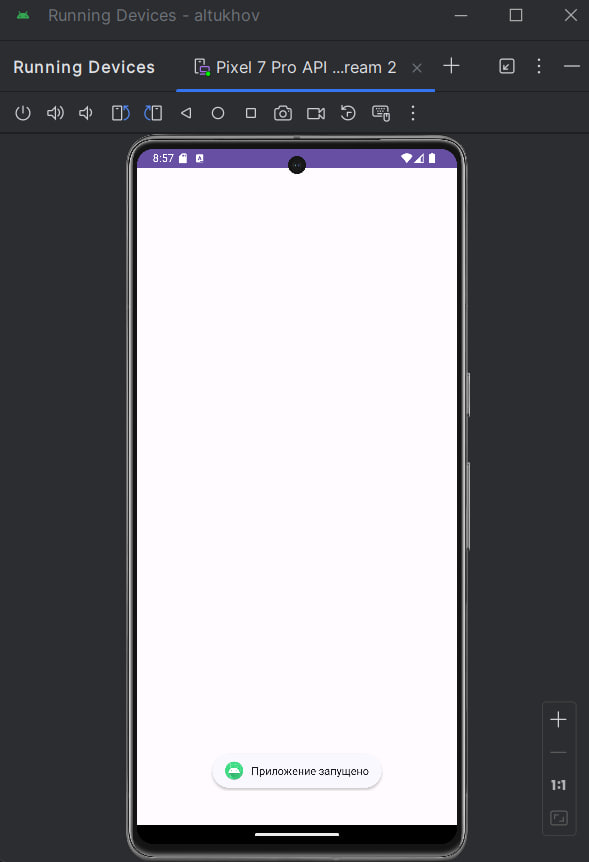 Running Devices - altukhov
Running Devices
Pixel 7 Pro API ...ream 2
8:57
Приложение запущено
1:1